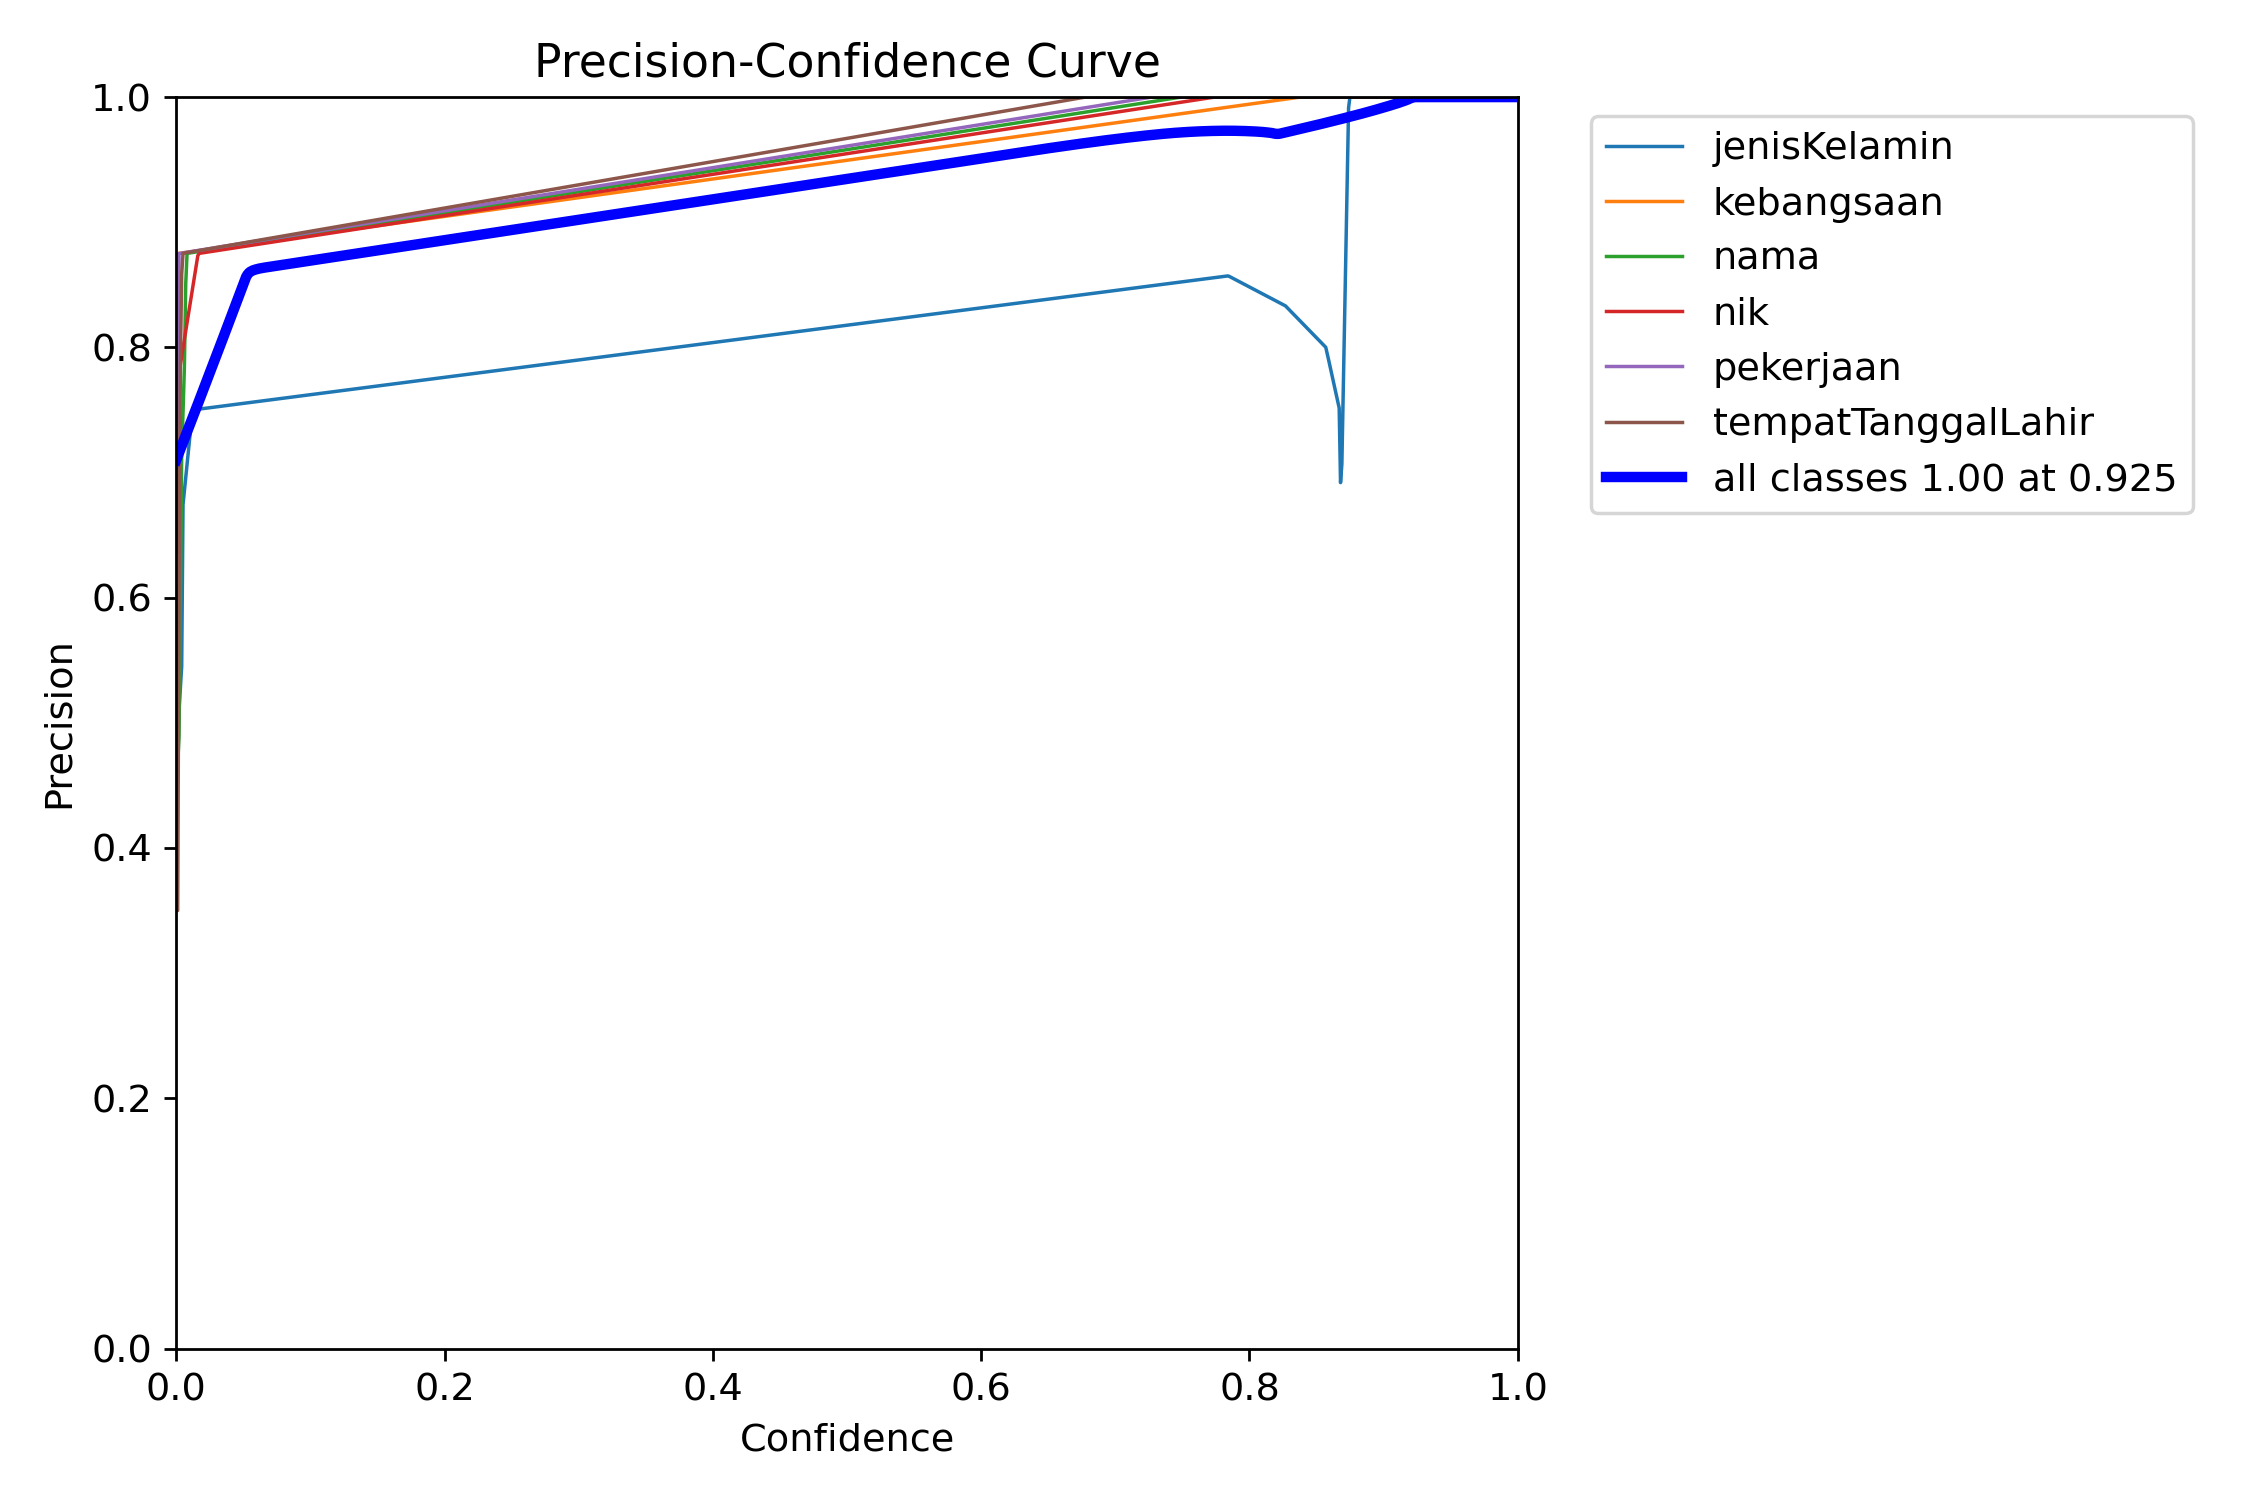 Precision-Confidence Curve
1.0
0.8
0.6
0.4
0.2
0.0
Precision
0.0 0.2 0.4 0.6 0.8 1.0
Confidence
jenisKelamin
kebangsaan
nama
nik
pekerjaan
tempatTanggalLahir
all classes 1.00 at 0.925